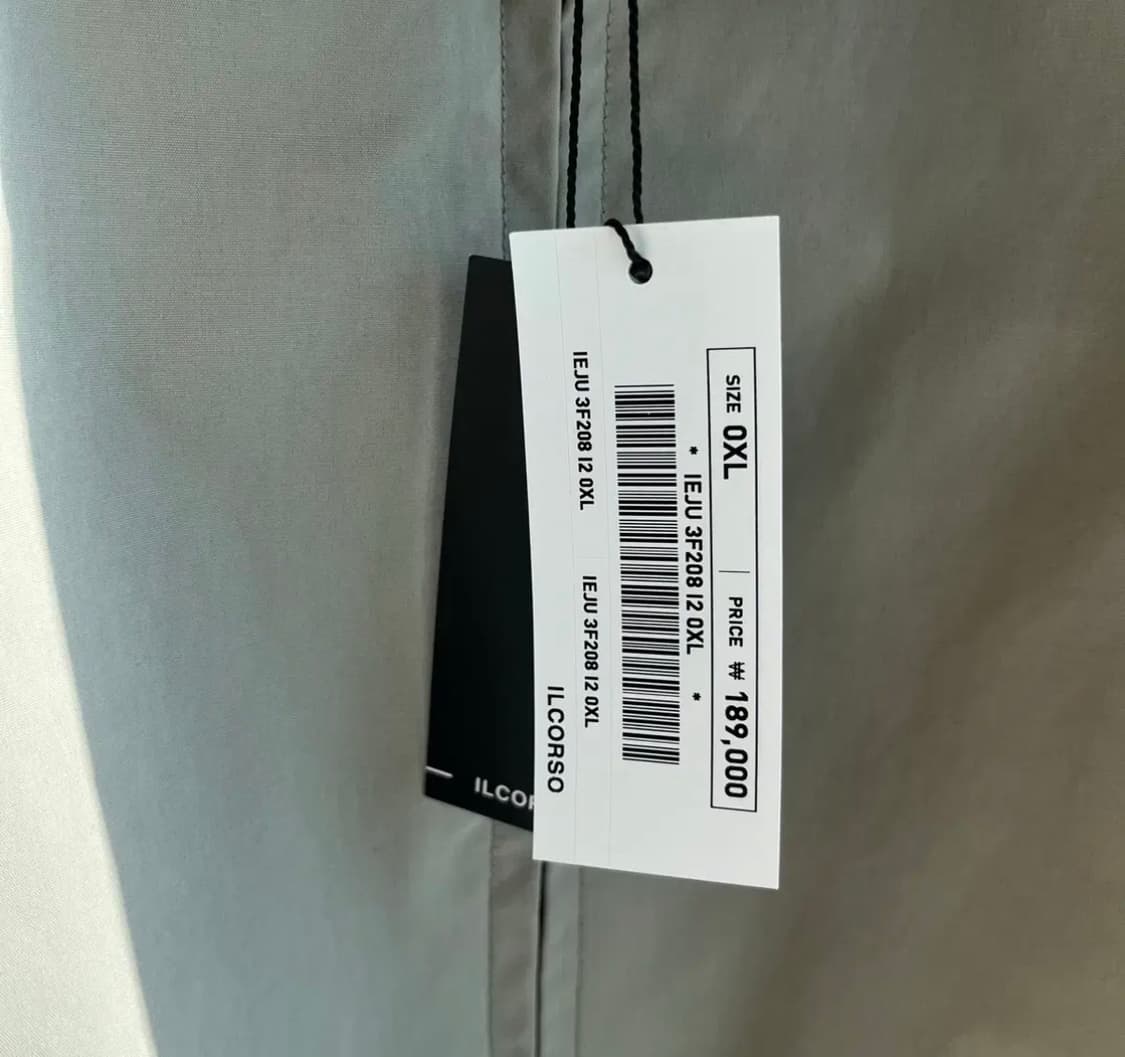 SIZE 0XL PRICE ₩ 189,000
* IEJU 3F208 I2 0XL *
IEJU 3F208 I2 0XL IEJU 3F208 I2 0XL
ILCORSO